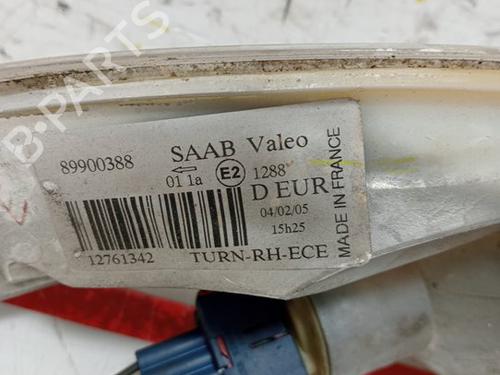 B-PARTS
89900388 SAAB Valeo
01 1a E2 1288
D EUR
04/02/05
15h25
12761342 TURN-RH-ECE
MADE IN FRANCE